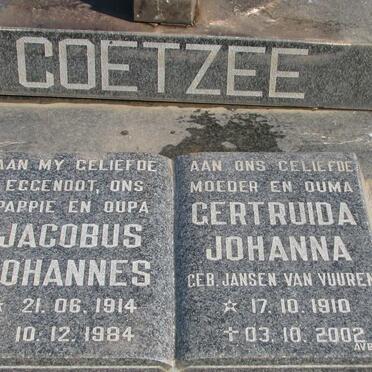 COETZEE
AAN MY GELIEFDE
EGGENOOT, ONS
PAPPIE EN OUPA
JACOBUS
JOHANNES
☆ 21.06.1914
10.12.1984
AAN ONS GELIEFDE
MOEDER EN OUMA
GERTRUIDA
JOHANNA
GEB. JANSEN VAN VUUREN
☆ 17.10.1910
✝ 03.10.2002
AVB